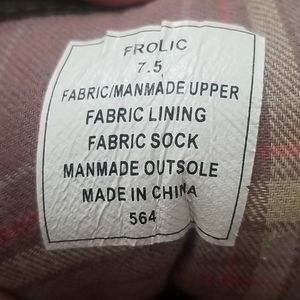 FROLIC
7.5
FABRIC/MANMADE UPPER
FABRIC LINING
FABRIC SOCK
MANMADE OUTSOLE
MADE IN CHINA
564